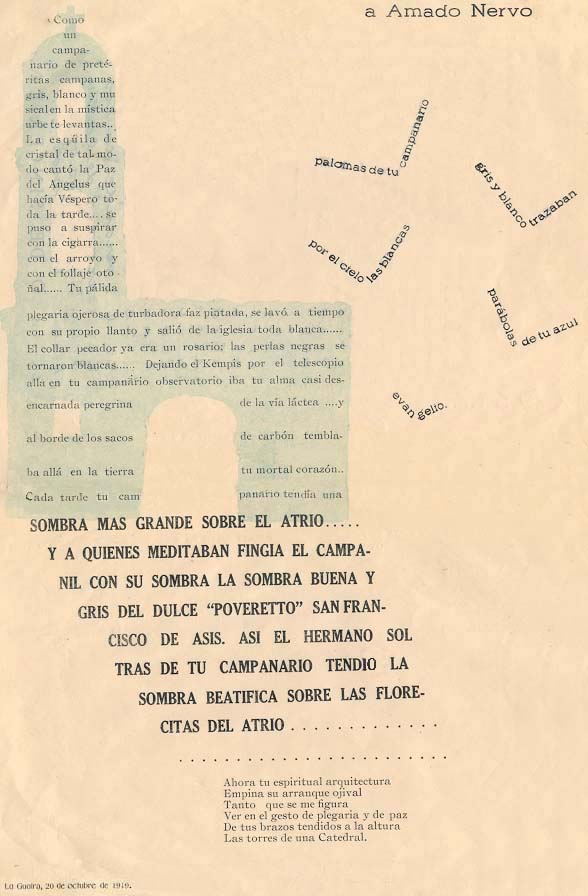 a Amado Nervo
Como
un
campa-
nario de preté-
ritas campanas,
gris, blanco y mu
sical en la mística
urbe te levantas..
La esqüila de
cristal de tal mo-
do cantó la Paz
del Angelus que
hacía Véspero to-
da la tarde.... se
puso a suspirar
con la cigarra......
con el arroyo y
con el follaje oto
ñal...... Tu pálida
plegaria ojerosa de turbadora faz pintada, se lavó a tiempo
con su propio llanto y salió de la iglesia toda blanca......
El collar pecador ya era un rosario; las perlas negras se
tornaron blancas...... Dejando el Kempis por el telescopio
alla en tu campanário observatorio iba tu alma casi des-
encarnada peregrina de la vía láctea ....y
al borde de los sacos de carbón tembla-
ba allá en la tierra tu mortal corazón..
Cada tarde tu cam panario tendía una
SOMBRA MAS GRANDE SOBRE EL ATRIO.....
Y A QUIENES MEDITABAN FINGIA EL CAMPA-
NIL CON SU SOMBRA LA SOMBRA BUENA Y
GRIS DEL DULCE "POVERETTO" SAN FRAN-
CISCO DE ASIS. ASI EL HERMANO SOL
TRAS DE TU CAMPANARIO TENDIO LA
SOMBRA BEATIFICA SOBRE LAS FLORE-
CITAS DEL ATRIO . . . . . . . . . . . . .
. . . . . . . . . . . . . . . . . . . . . . . .
palomas de tu campanario
gris y blanco trazaban
por el cielo las blancas
parábolas de tu azul
evangelio.
Ahora tu espiritual arquitectura
Empina su arranque ojival
Tanto que se me figura
Ver en el gesto de plegaria y de paz
De tus brazos tendidos a la altura
Las torres de una Catedral.
La Guaira, 20 de octubre de 1919.